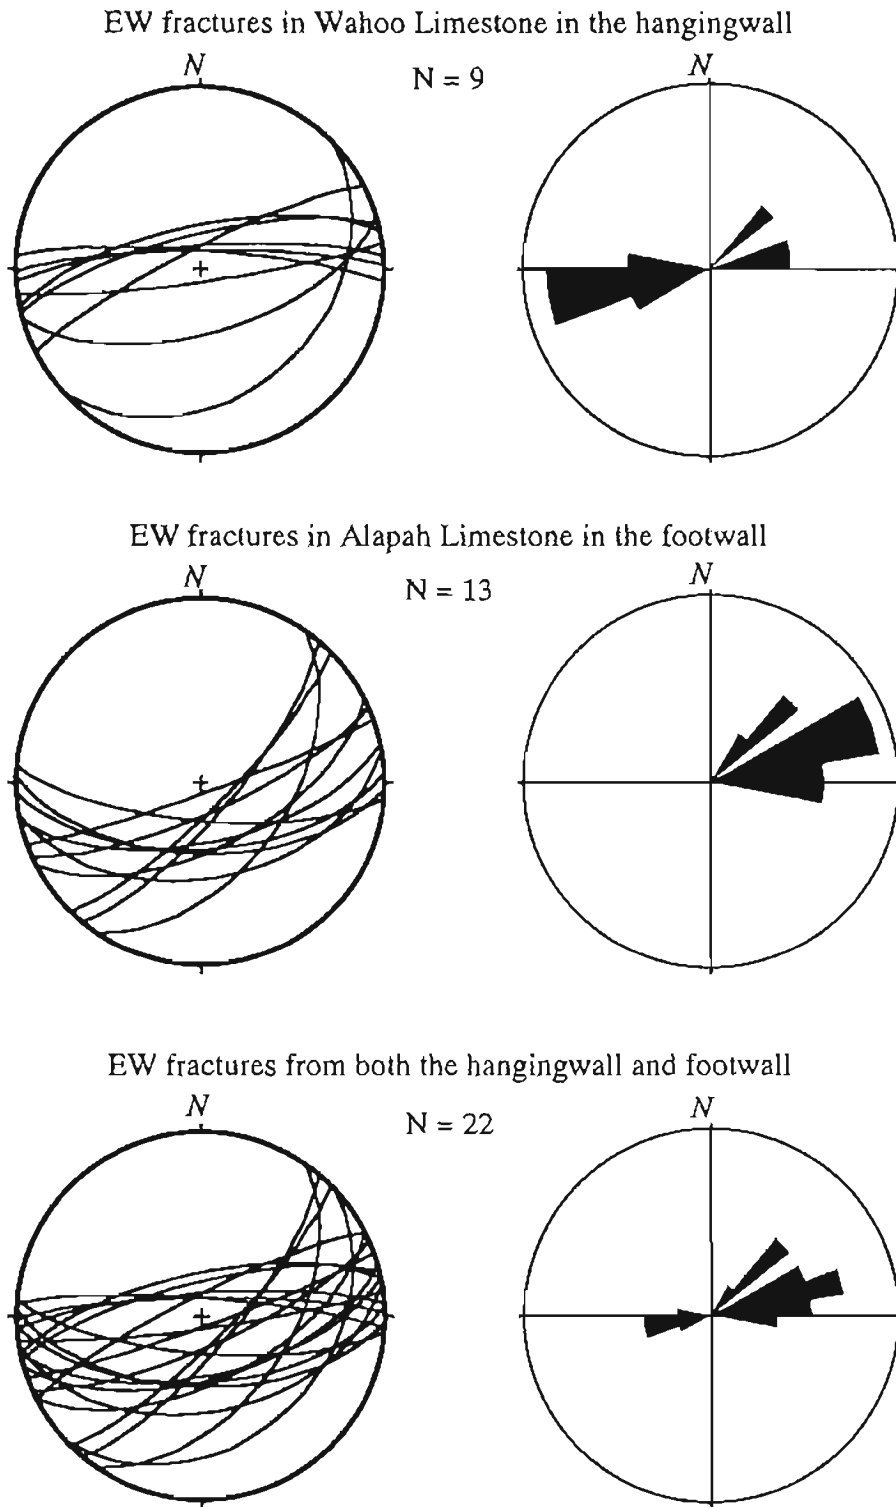 EW fractures in Wahoo Limestone in the hangingwall
N
N = 9
N
EW fractures in Alapah Limestone in the footwall
N
N = 13
N
EW fractures from both the hangingwall and footwall
N
N = 22
N